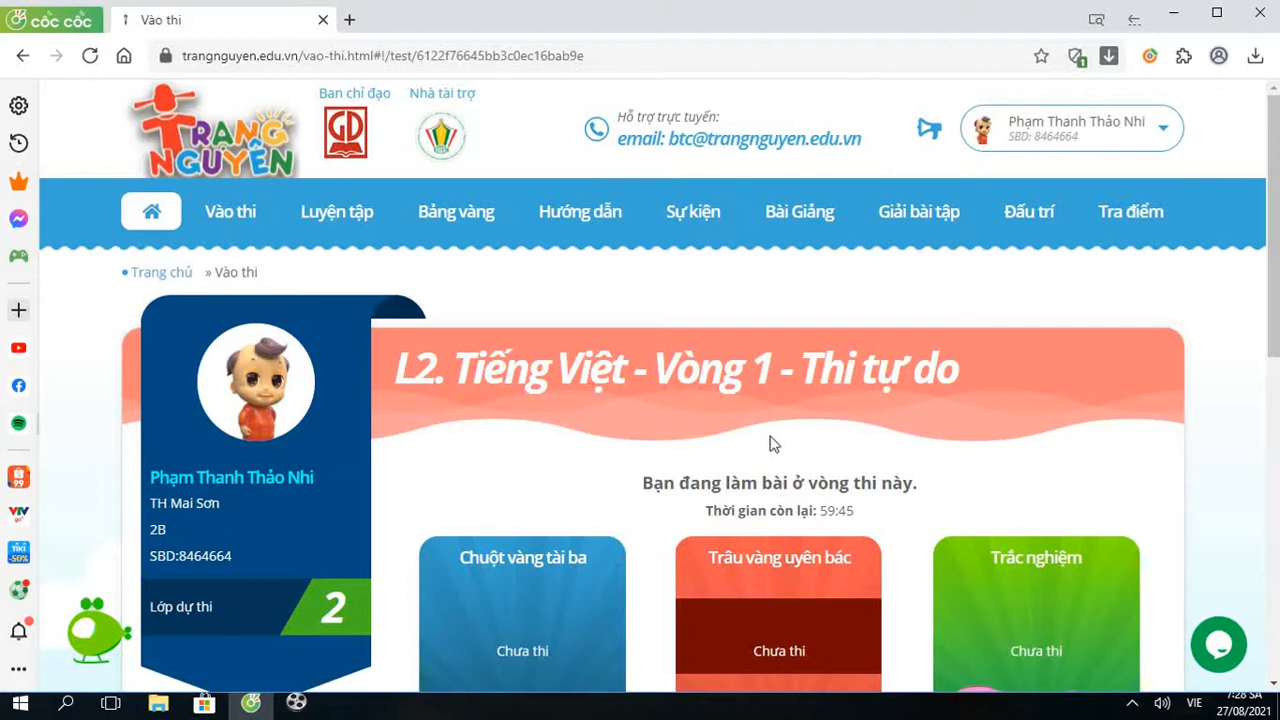 cốc cốc
Vào thi
trangnguyen.edu.vn/vao-thi.html#!/test/6122f76645bb3c0ec16bab9e
TRẠNG NGUYÊN
Ban chỉ đạo
Nhà tài trợ
GD
Hỗ trợ trực tuyến:
email: btc@trangnguyen.edu.vn
Phạm Thanh Thảo Nhi
SBD: 8464664
Vào thi
Luyện tập
Bảng vàng
Hướng dẫn
Sự kiện
Bài Giảng
Giải bài tập
Đấu trí
Tra điểm
Trang chủ » Vào thi
L2. Tiếng Việt - Vòng 1 - Thi tự do
Phạm Thanh Thảo Nhi
TH Mai Sơn
2B
SBD:8464664
Lớp dự thi 2
Bạn đang làm bài ở vòng thi này.
Thời gian còn lại: 59:45
Chuột vàng tài ba
Trâu vàng uyên bác
Trắc nghiệm
Chưa thi
Chưa thi
Chưa thi
VTV
go
TIKI
-50%
VIE
7:28 SA
27/08/2021